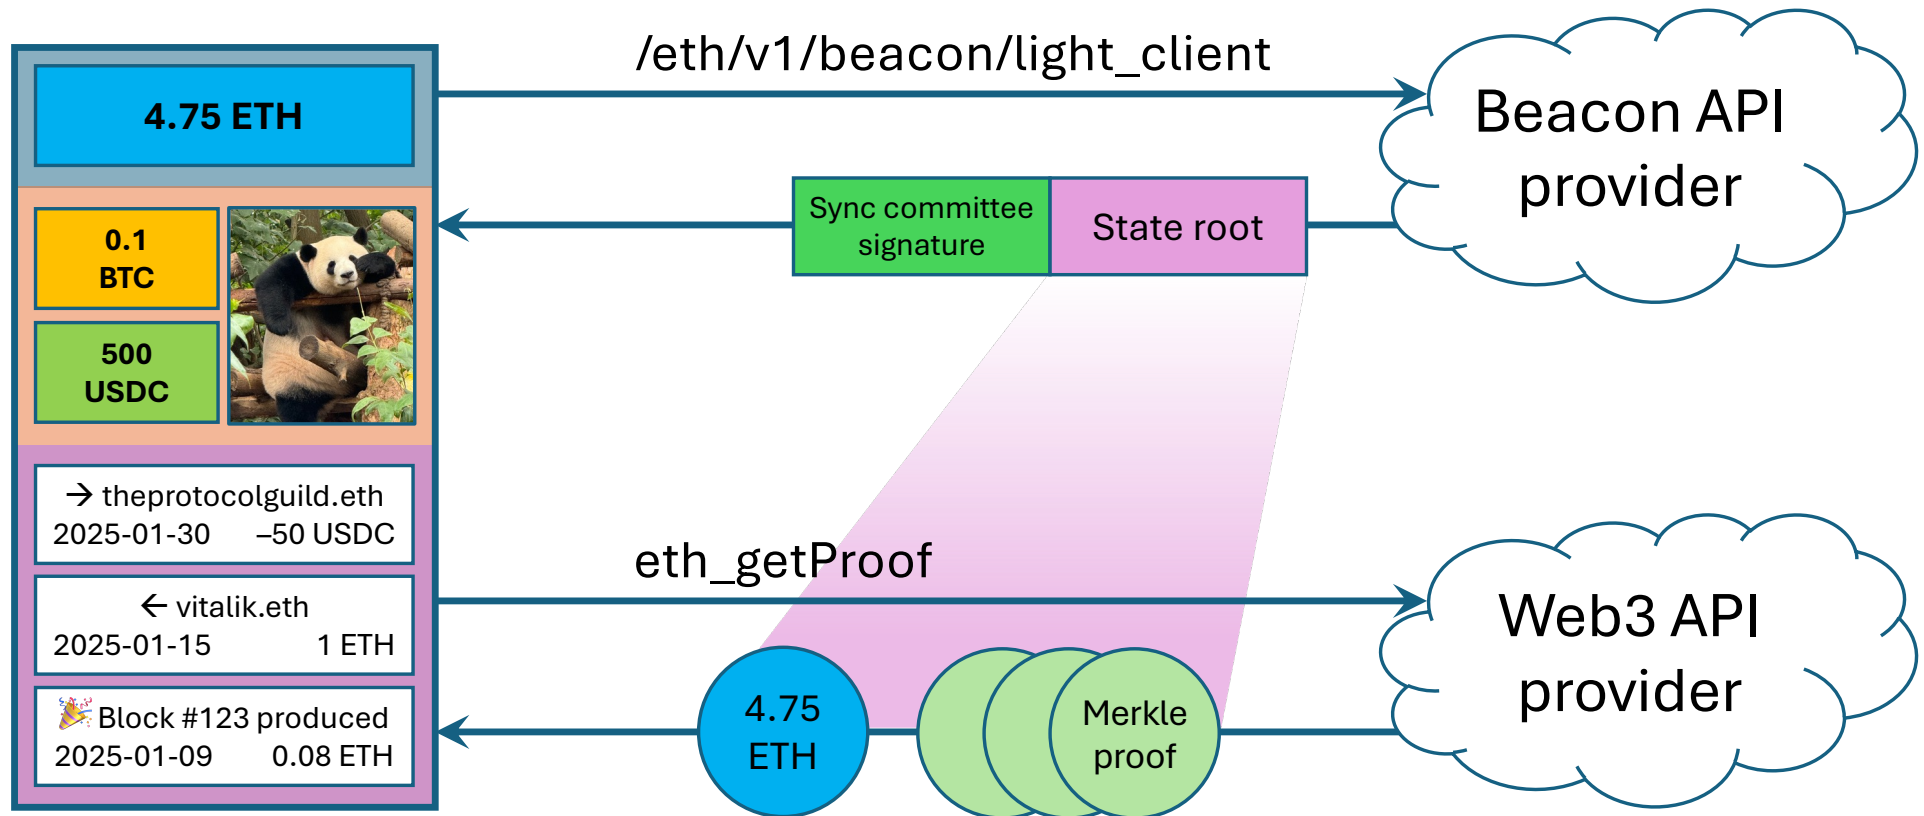 4.75 ETH
0.1
BTC
500
USDC
→ theprotocolguild.eth
2025-01-30 –50 USDC
← vitalik.eth
2025-01-15 1 ETH
🎉 Block #123 produced
2025-01-09 0.08 ETH
/eth/v1/beacon/light_client
Beacon API
provider
Sync committee
signature
State root
eth_getProof
Web3 API
provider
4.75
ETH
Merkle
proof